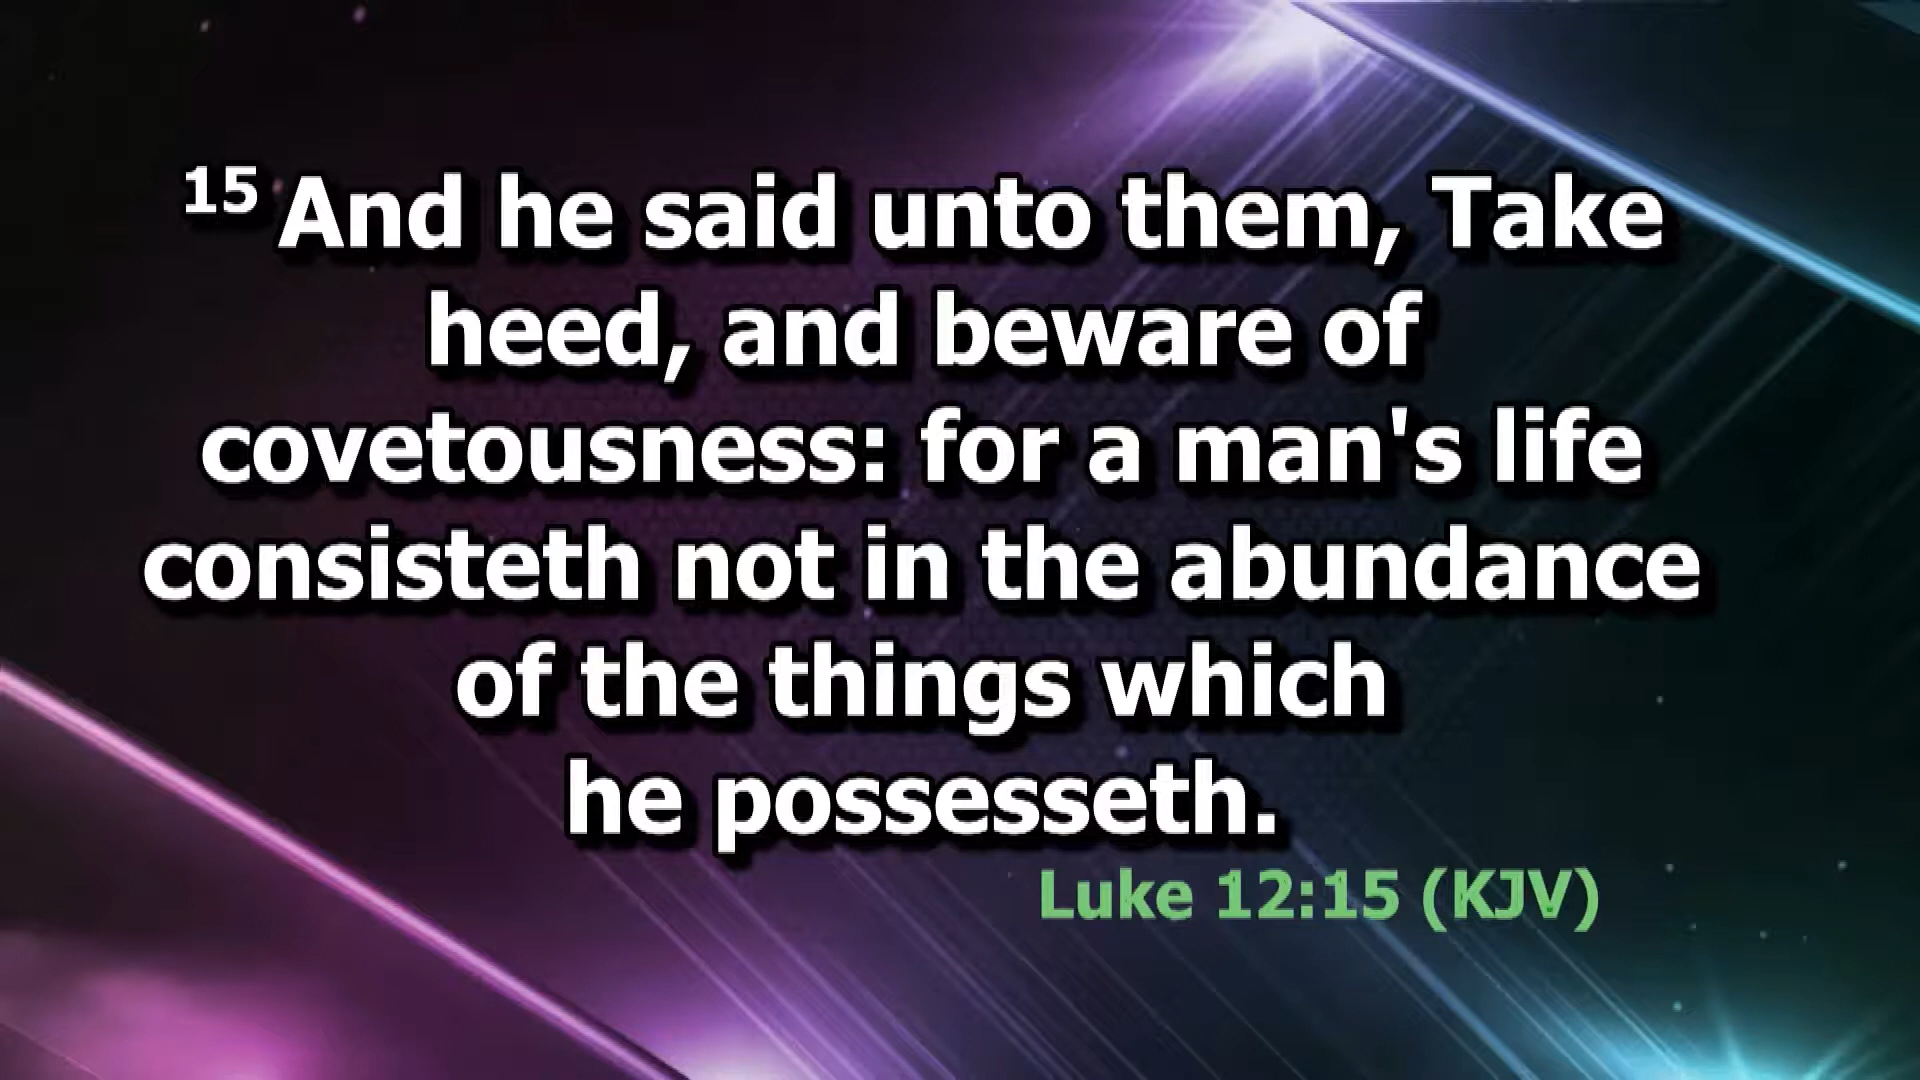 15 And he said unto them, Take
heed, and beware of
covetousness: for a man's life
consisteth not in the abundance
of the things which
he possesseth.
Luke 12:15 (KJV)